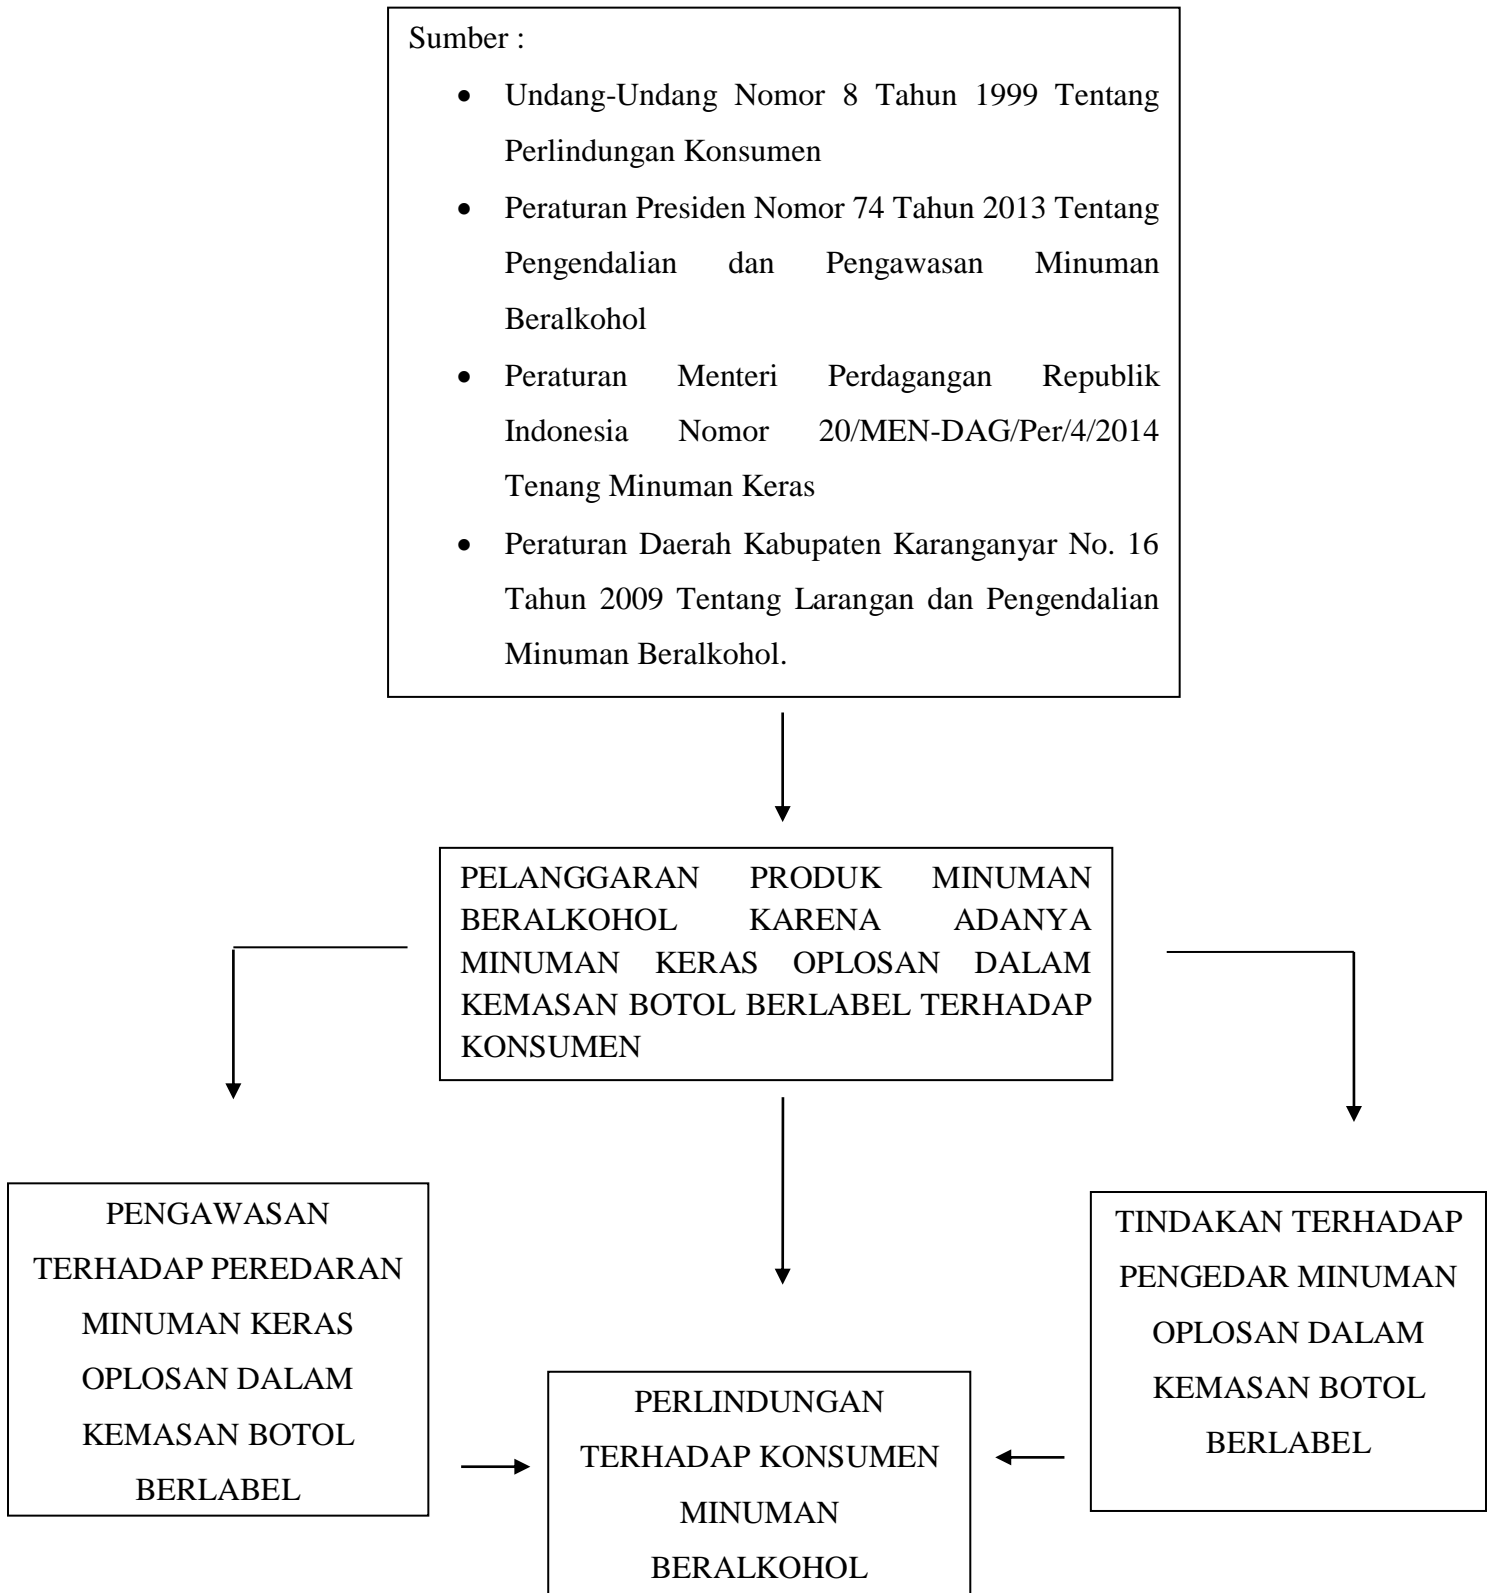 Sumber :
• Undang-Undang Nomor 8 Tahun 1999 Tentang
Perlindungan Konsumen
• Peraturan Presiden Nomor 74 Tahun 2013 Tentang
Pengendalian dan Pengawasan Minuman
Beralkohol
• Peraturan Menteri Perdagangan Republik
Indonesia Nomor 20/MEN-DAG/Per/4/2014
Tenang Minuman Keras
• Peraturan Daerah Kabupaten Karanganyar No. 16
Tahun 2009 Tentang Larangan dan Pengendalian
Minuman Beralkohol.
PELANGGARAN PRODUK MINUMAN
BERALKOHOL KARENA ADANYA
MINUMAN KERAS OPLOSAN DALAM
KEMASAN BOTOL BERLABEL TERHADAP
KONSUMEN
PENGAWASAN
TERHADAP PEREDARAN
MINUMAN KERAS
OPLOSAN DALAM
KEMASAN BOTOL
BERLABEL
PERLINDUNGAN
TERHADAP KONSUMEN
MINUMAN
BERALKOHOL
TINDAKAN TERHADAP
PENGEDAR MINUMAN
OPLOSAN DALAM
KEMASAN BOTOL
BERLABEL